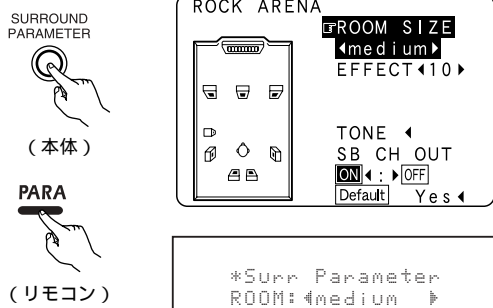 SURROUND
PARAMETER
（本体）
PARA
（リモコン）
ROCK ARENA
☞ROOM SIZE
◀medium▶
EFFECT◀10▶
TONE ◀
SB CH OUT
ON◀:▶OFF
Default Yes◀
*Surr Parameter
ROOM:◀medium ▶